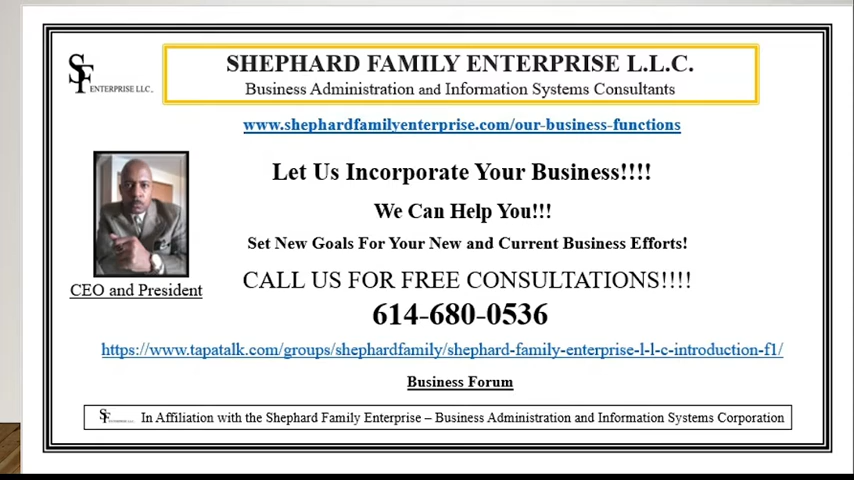 SF
ENTERPRISE LLC.
SHEPHARD FAMILY ENTERPRISE L.L.C.
Business Administration and Information Systems Consultants
www.shephardfamilyenterprise.com/our-business-functions
Let Us Incorporate Your Business!!!!
We Can Help You!!!
Set New Goals For Your New and Current Business Efforts!
CEO and President
CALL US FOR FREE CONSULTATIONS!!!!
614-680-0536
https://www.tapatalk.com/groups/shephardfamily/shephard-family-enterprise-l-l-c-introduction-f1/
Business Forum
SF In Affiliation with the Shephard Family Enterprise – Business Administration and Information Systems Corporation